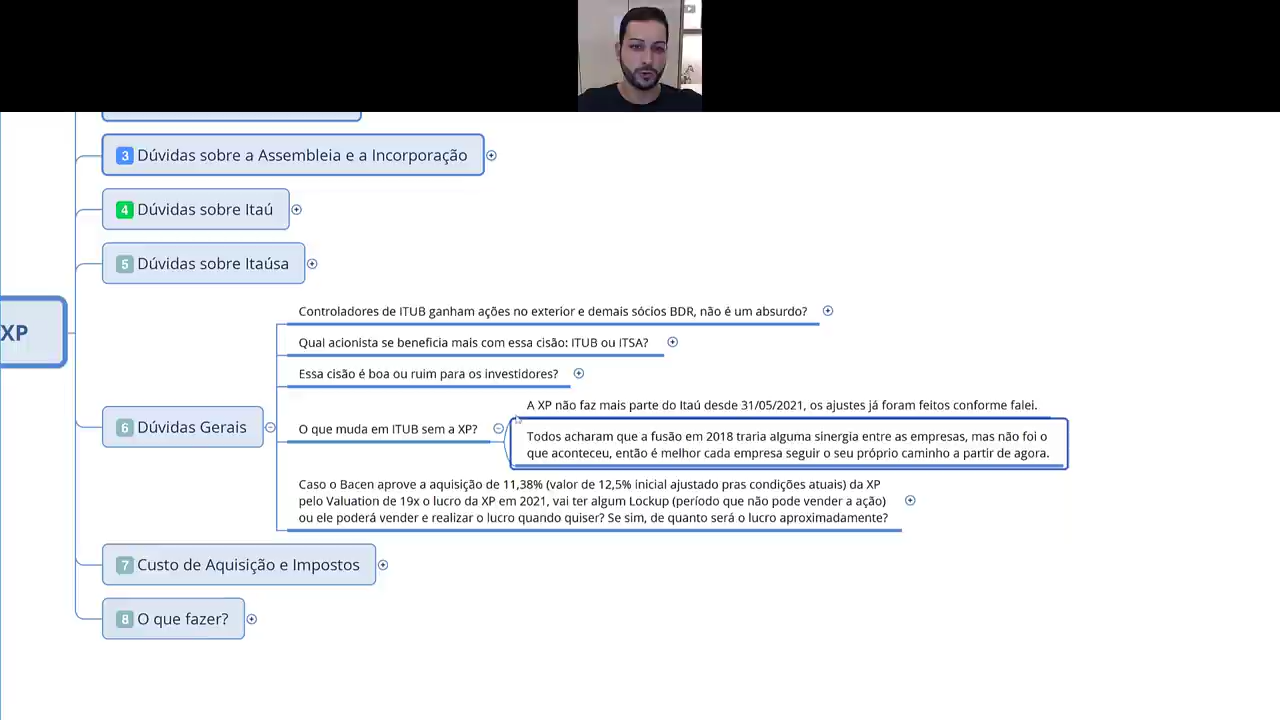 3 Dúvidas sobre a Assembleia e a Incorporação
4 Dúvidas sobre Itaú
5 Dúvidas sobre Itaúsa
XP
6 Dúvidas Gerais
Controladores de ITUB ganham ações no exterior e demais sócios BDR, não é um absurdo?
Qual acionista se beneficia mais com essa cisão: ITUB ou ITSA?
Essa cisão é boa ou ruim para os investidores?
O que muda em ITUB sem a XP?
A XP não faz mais parte do Itaú desde 31/05/2021, os ajustes já foram feitos conforme falei.
Todos acharam que a fusão em 2018 traria alguma sinergia entre as empresas, mas não foi o
que aconteceu, então é melhor cada empresa seguir o seu próprio caminho a partir de agora.
Caso o Bacen aprove a aquisição de 11,38% (valor de 12,5% inicial ajustado pras condições atuais) da XP
pelo Valuation de 19x o lucro da XP em 2021, vai ter algum Lockup (período que não pode vender a ação)
ou ele poderá vender e realizar o lucro quando quiser? Se sim, de quanto será o lucro aproximadamente?
7 Custo de Aquisição e Impostos
8 O que fazer?